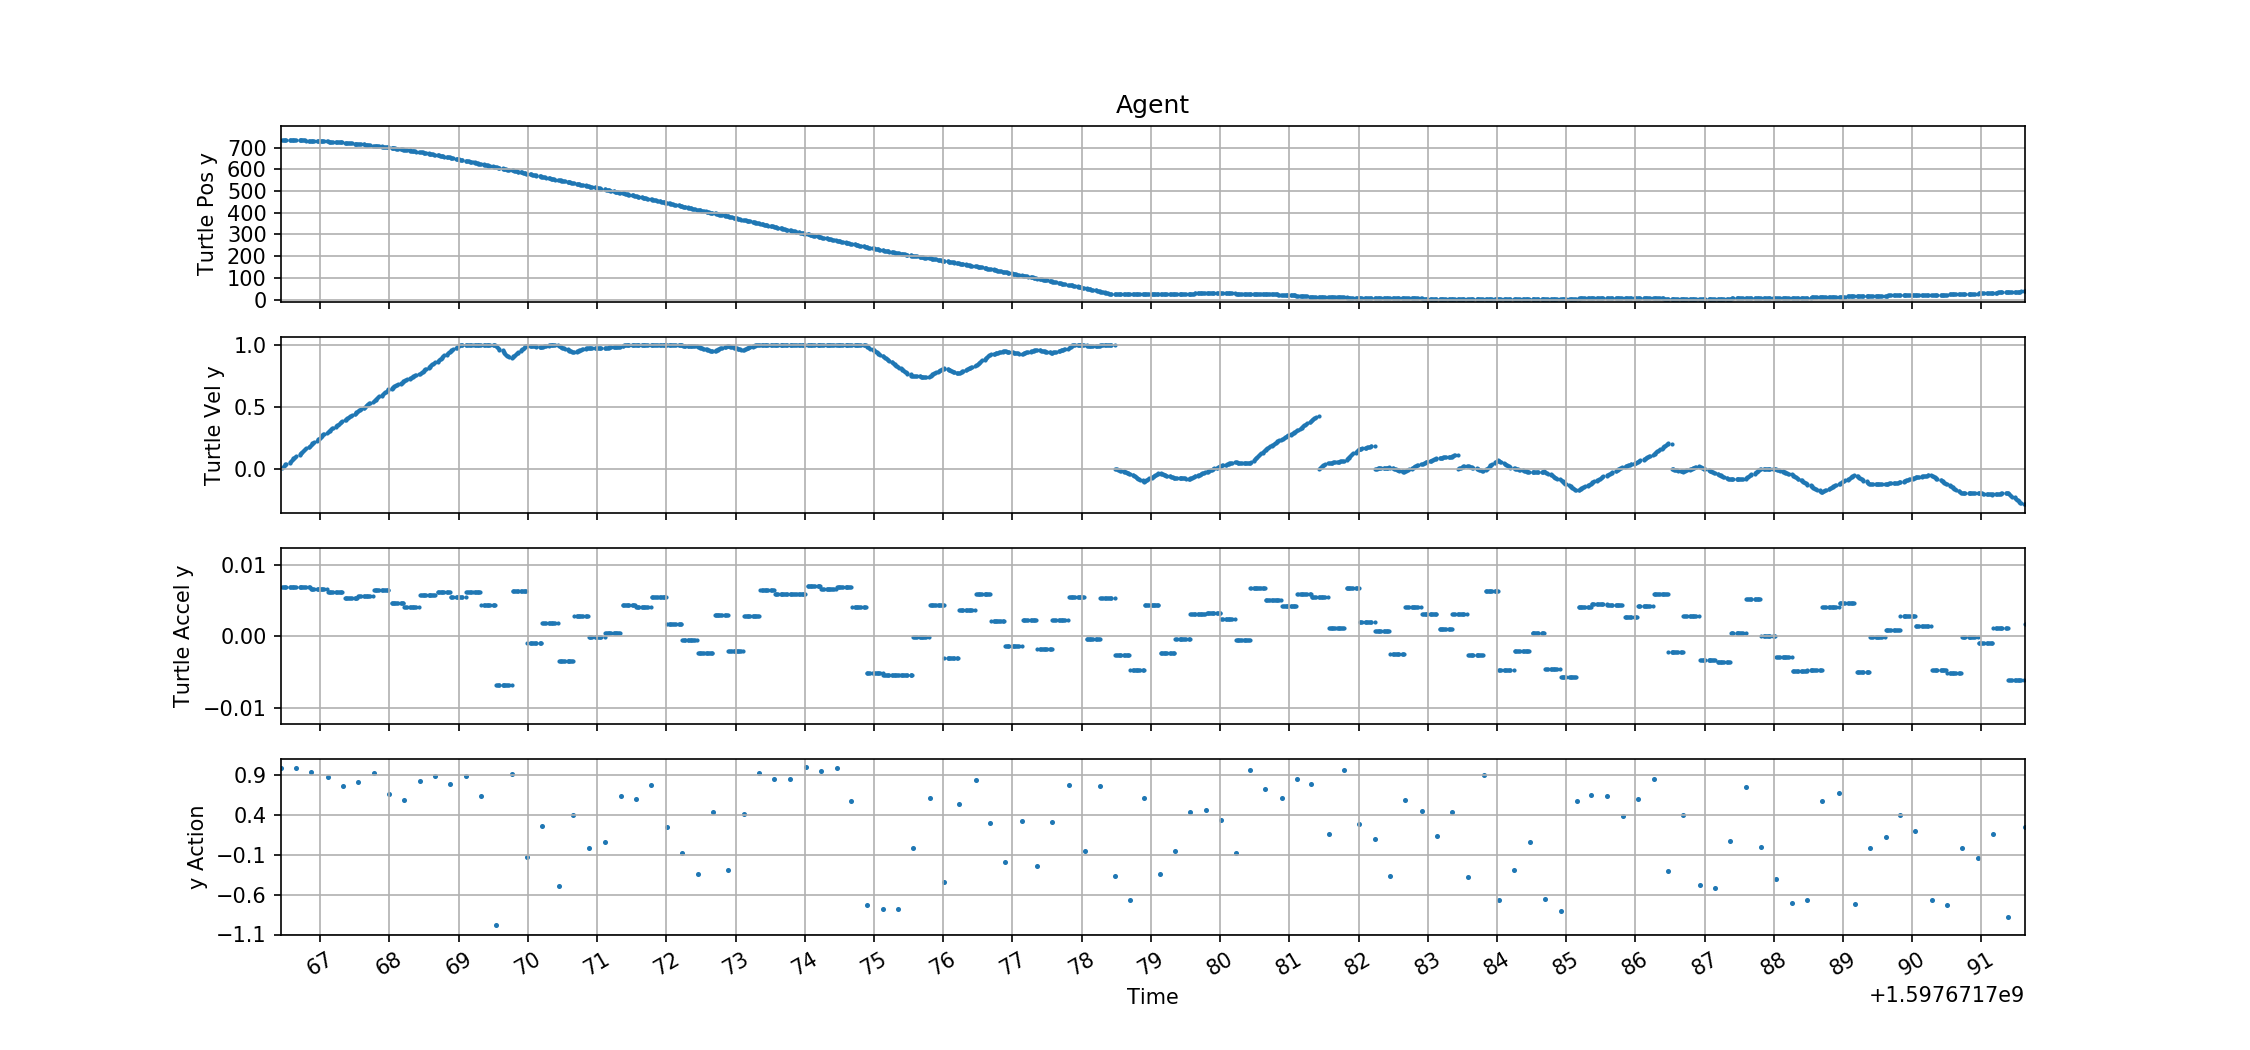 Agent
Turtle Pos y
700
600
500
400
300
200
100
0
Turtle Vel y
1.0
0.5
0.0
Turtle Accel y
0.01
0.00
−0.01
y Action
0.9
0.4
−0.1
−0.6
−1.1
67 68 69 70 71 72 73 74 75 76 77 78 79 80 81 82 83 84 85 86 87 88 89 90 91
Time
+1.5976717e9